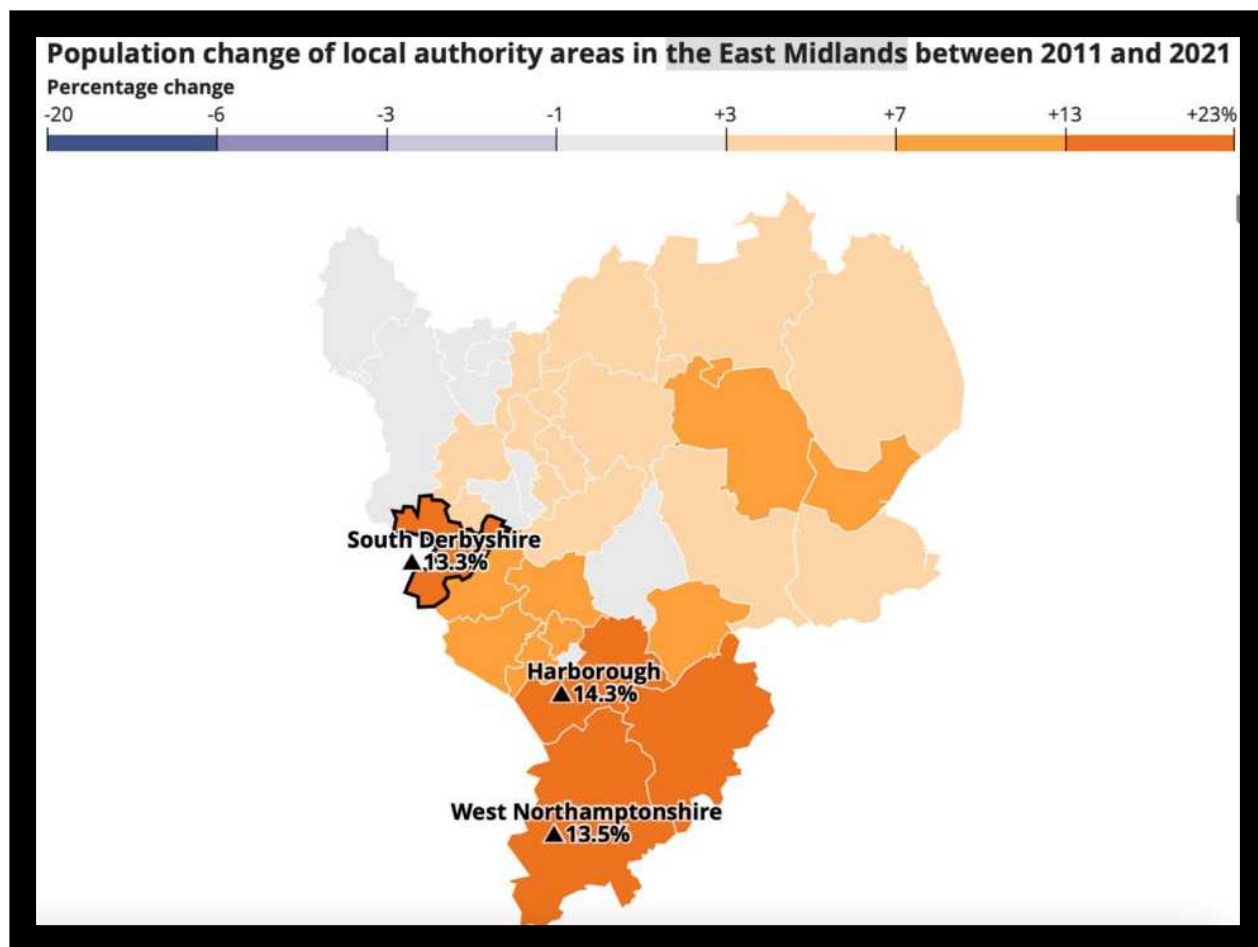 Population change of local authority areas in the East Midlands between 2011 and 2021
Percentage change
-20 -6 -3 -1 +3 +7 +13 +23%
South Derbyshire
▲13.3%
Harborough
▲14.3%
West Northamptonshire
▲13.5%